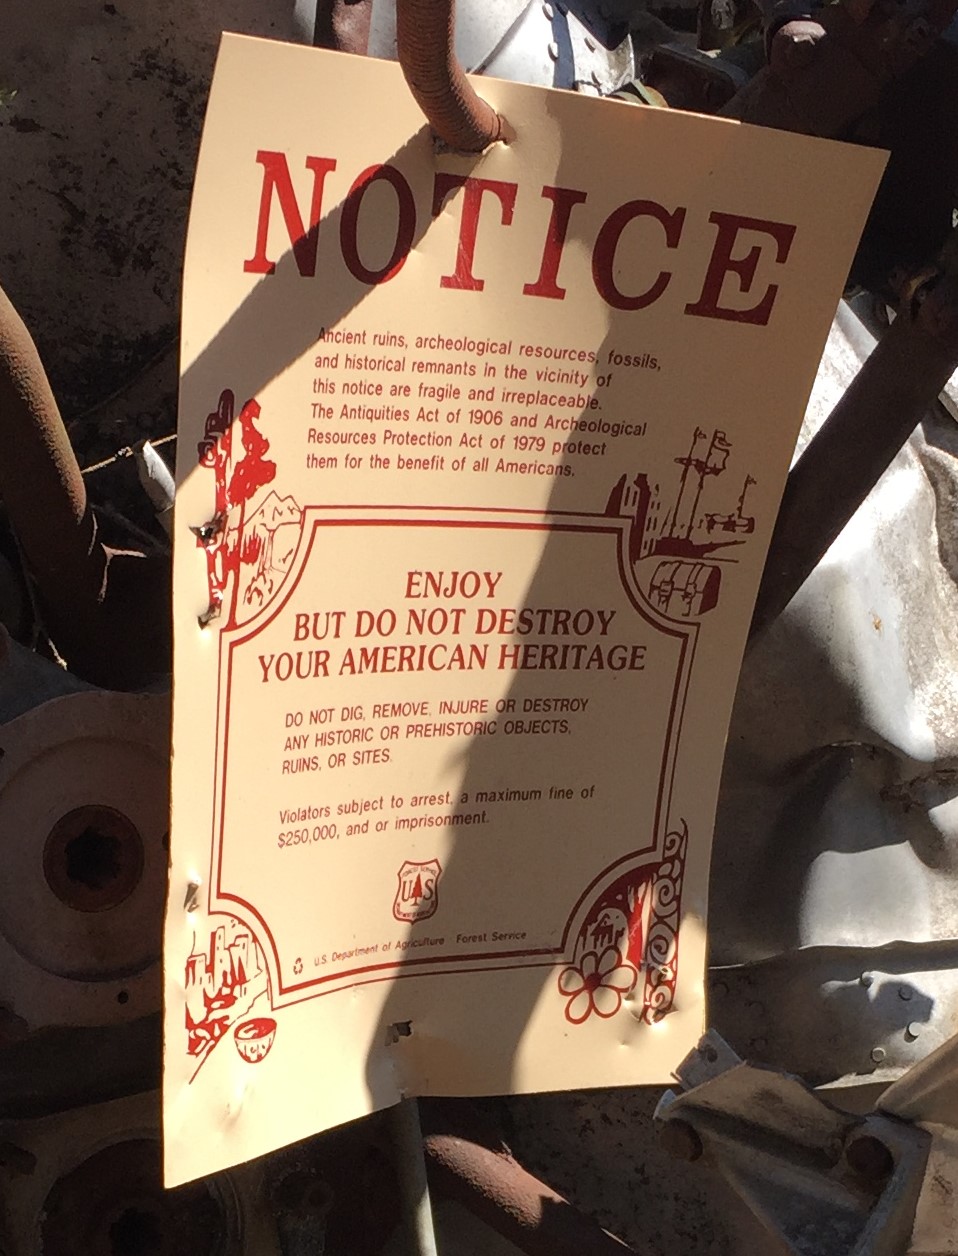 NOTICE
Ancient ruins, archeological resources, fossils,
and historical remnants in the vicinity of
this notice are fragile and irreplaceable.
The Antiquities Act of 1906 and Archeological
Resources Protection Act of 1979 protect
them for the benefit of all Americans.
ENJOY
BUT DO NOT DESTROY
YOUR AMERICAN HERITAGE
DO NOT DIG, REMOVE, INJURE OR DESTROY
ANY HISTORIC OR PREHISTORIC OBJECTS,
RUINS, OR SITES.
Violators subject to arrest, a maximum fine of
$250,000, and or imprisonment.
FOREST SERVICE
U S
U.S. Department of Agriculture Forest Service